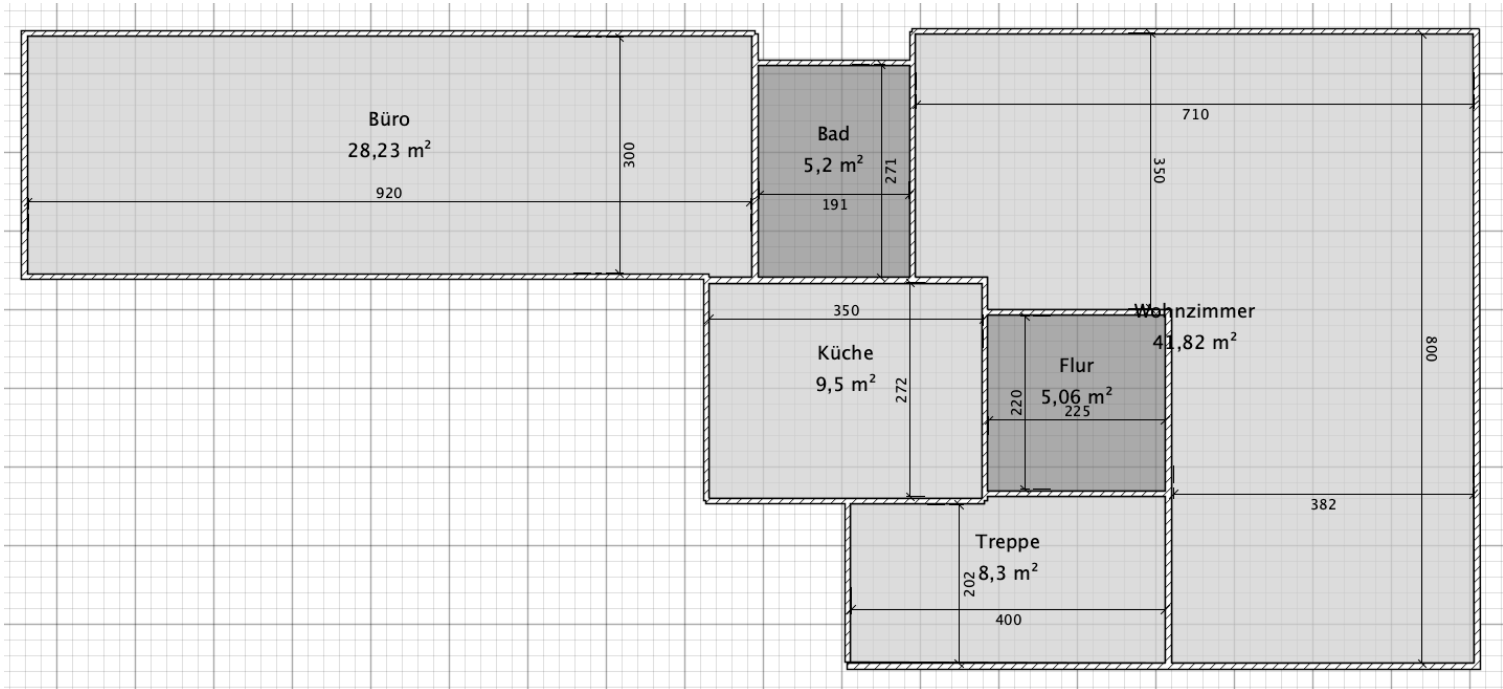 Büro
28,23 m²
920
300
Bad
5,2 m²
271
191
710
350
Wohnzimmer
41,82 m²
800
350
Küche
9,5 m²
272
Flur
5,06 m²
220
225
382
Treppe
8,3 m²
202
400